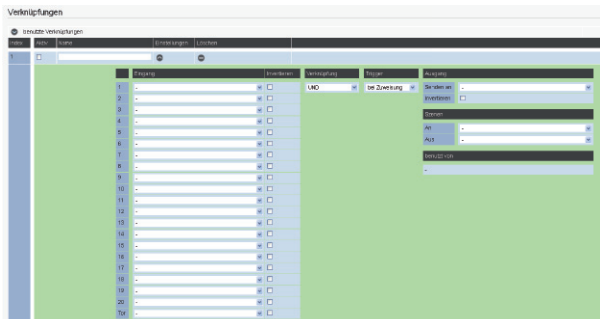 Verknüpfungen
benutzte Verknüpfungen
Index Aktiv Name Einstellungen Löschen
1
Eingang Invertieren Verknüpfung Trigger Ausgang
1 - UND bei Zuweisung Senden an -
2 - Invertieren
3 -
4 - Szenen
5 - An -
6 - Aus -
7 -
8 - benutzt von
9 - -
10 -
11 -
12 -
13 -
14 -
15 -
16 -
17 -
18 -
19 -
20 -
Tor -